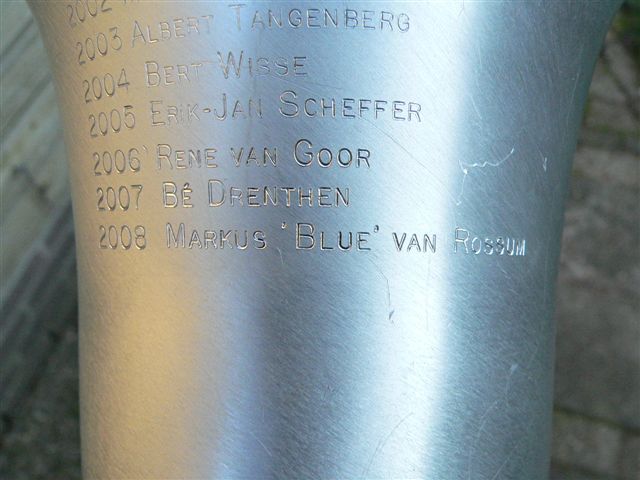 2002
2003 ALBERT TANGENBERG
2004 BERT WISSE
2005 ERIK-JAN SCHEFFER
2006' RENE VAN GOOR
2007 BÉ DRENTHEN
2008 MARKUS 'BLUE' VAN ROSSUM